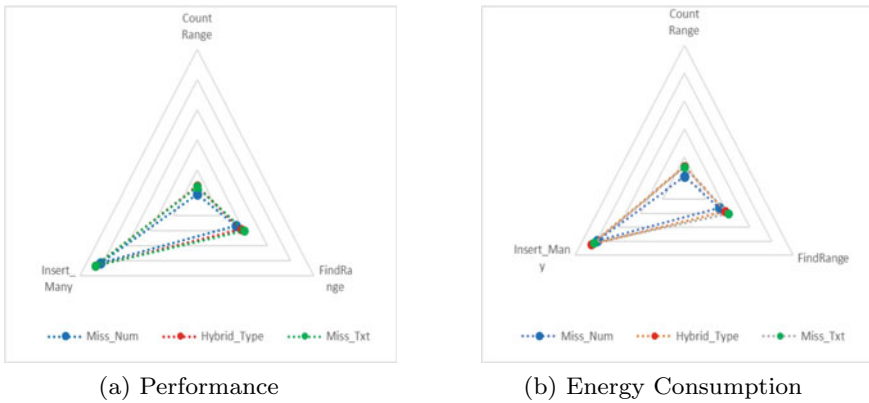 Count
Range
Insert_
Many
FindRa
nge
Miss_Num
Hybrid_Type
Miss_Txt
(a) Performance
Count
Range
Insert_Man
y
FindRange
Miss_Num
Hybrid_Type
Miss_Txt
(b) Energy Consumption